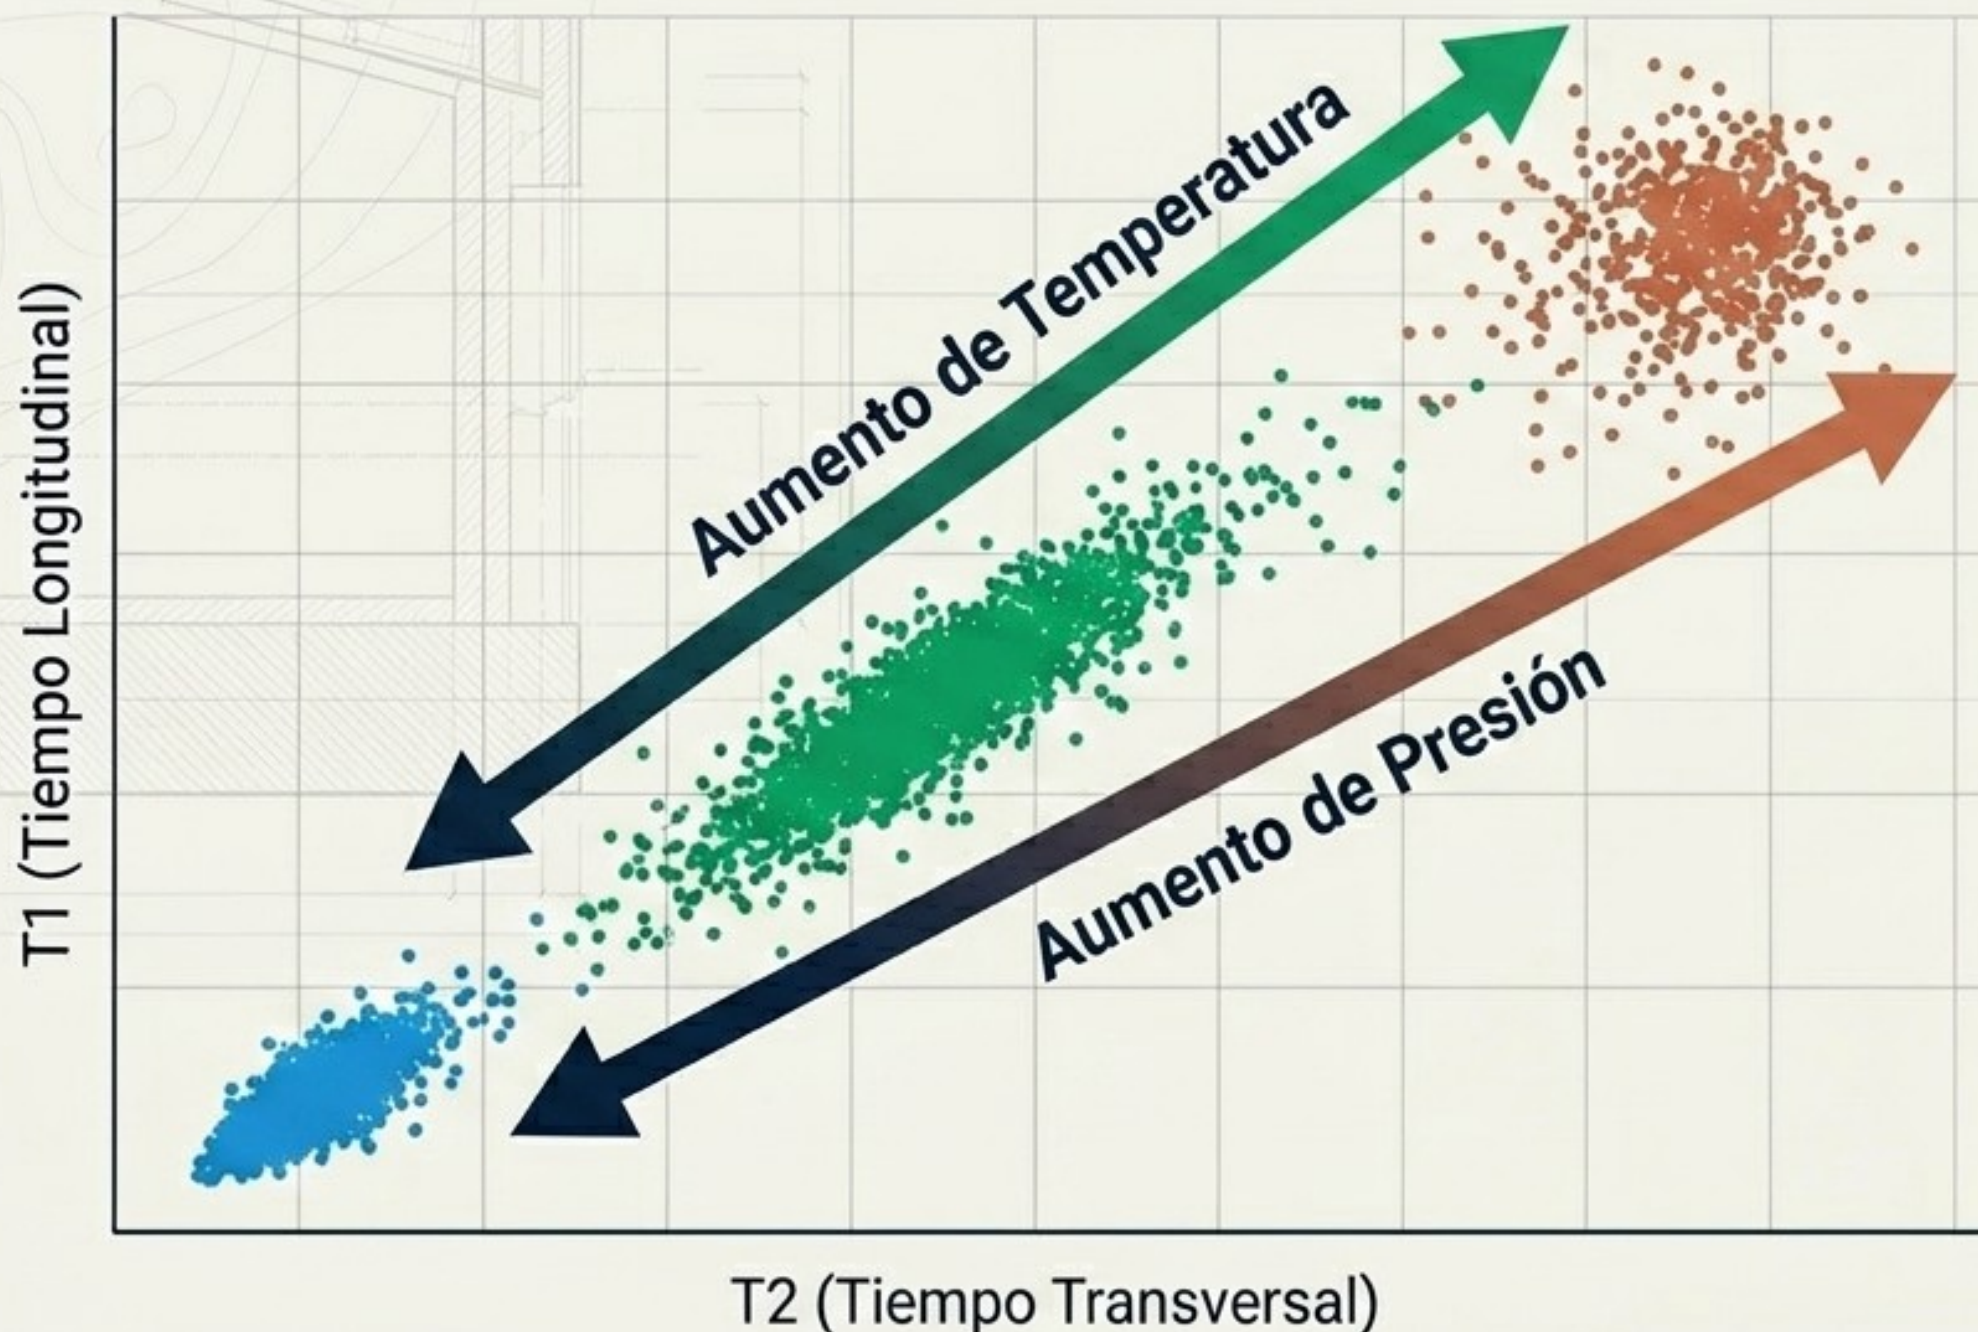 T1 (Tiempo Longitudinal)
Aumento de Temperatura
Aumento de Presión
T2 (Tiempo Transversal)